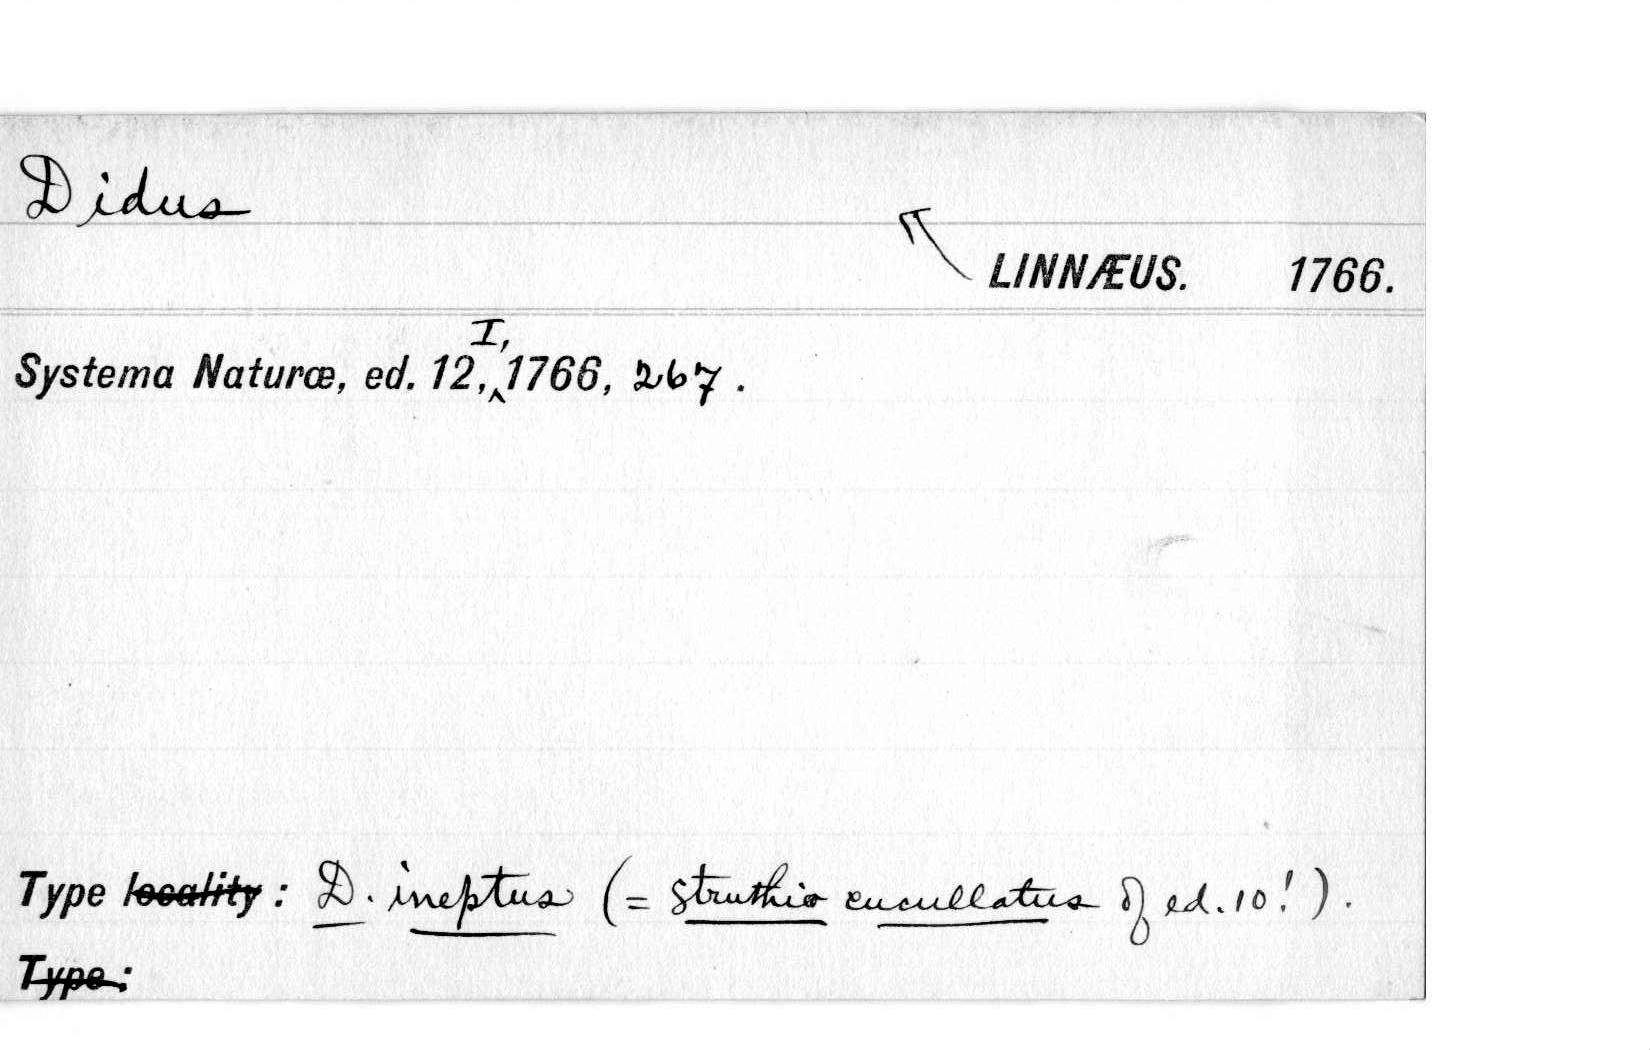 Didus
LINNÆUS. 1766.
Systema Naturæ, ed. 12, I, 1766, 267.
Type locality: D. ineptus (= Struthio cucullatus of ed. 10!).
Type: